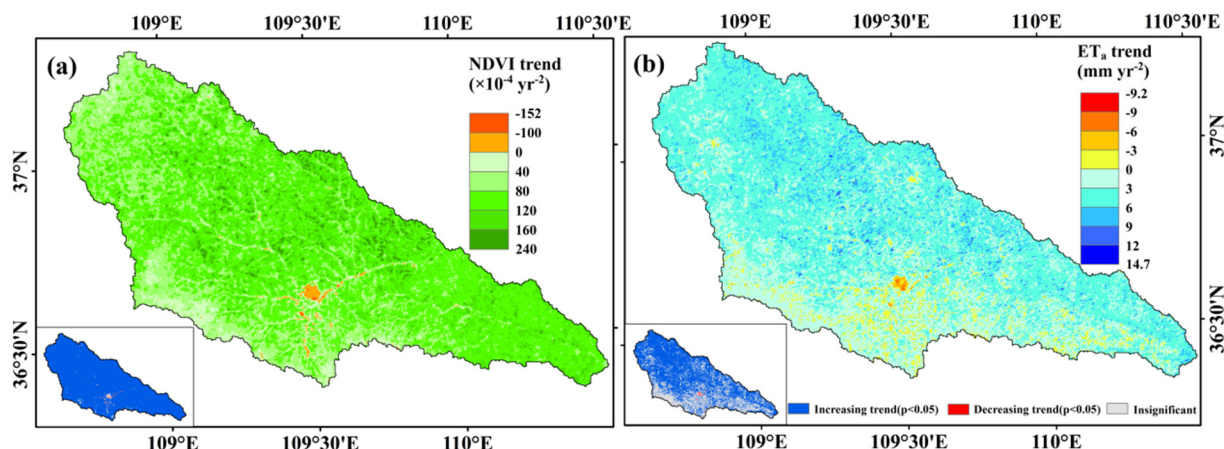 109°E 109°30'E 110°E 110°30'E
(a)
NDVI trend
(×10⁻⁴ yr⁻²)
-152
-100
0
40
80
120
160
240
37°N
36°30'N
109°E 109°30'E 110°E
109°E 109°30'E 110°E 110°30'E
(b)
ETₐ trend
(mm yr⁻²)
-9.2
-9
-6
-3
0
3
6
9
12
14.7
37°N
36°30'N
Increasing trend(p<0.05) Decreasing trend(p<0.05) Insignificant
109°E 109°30'E 110°E